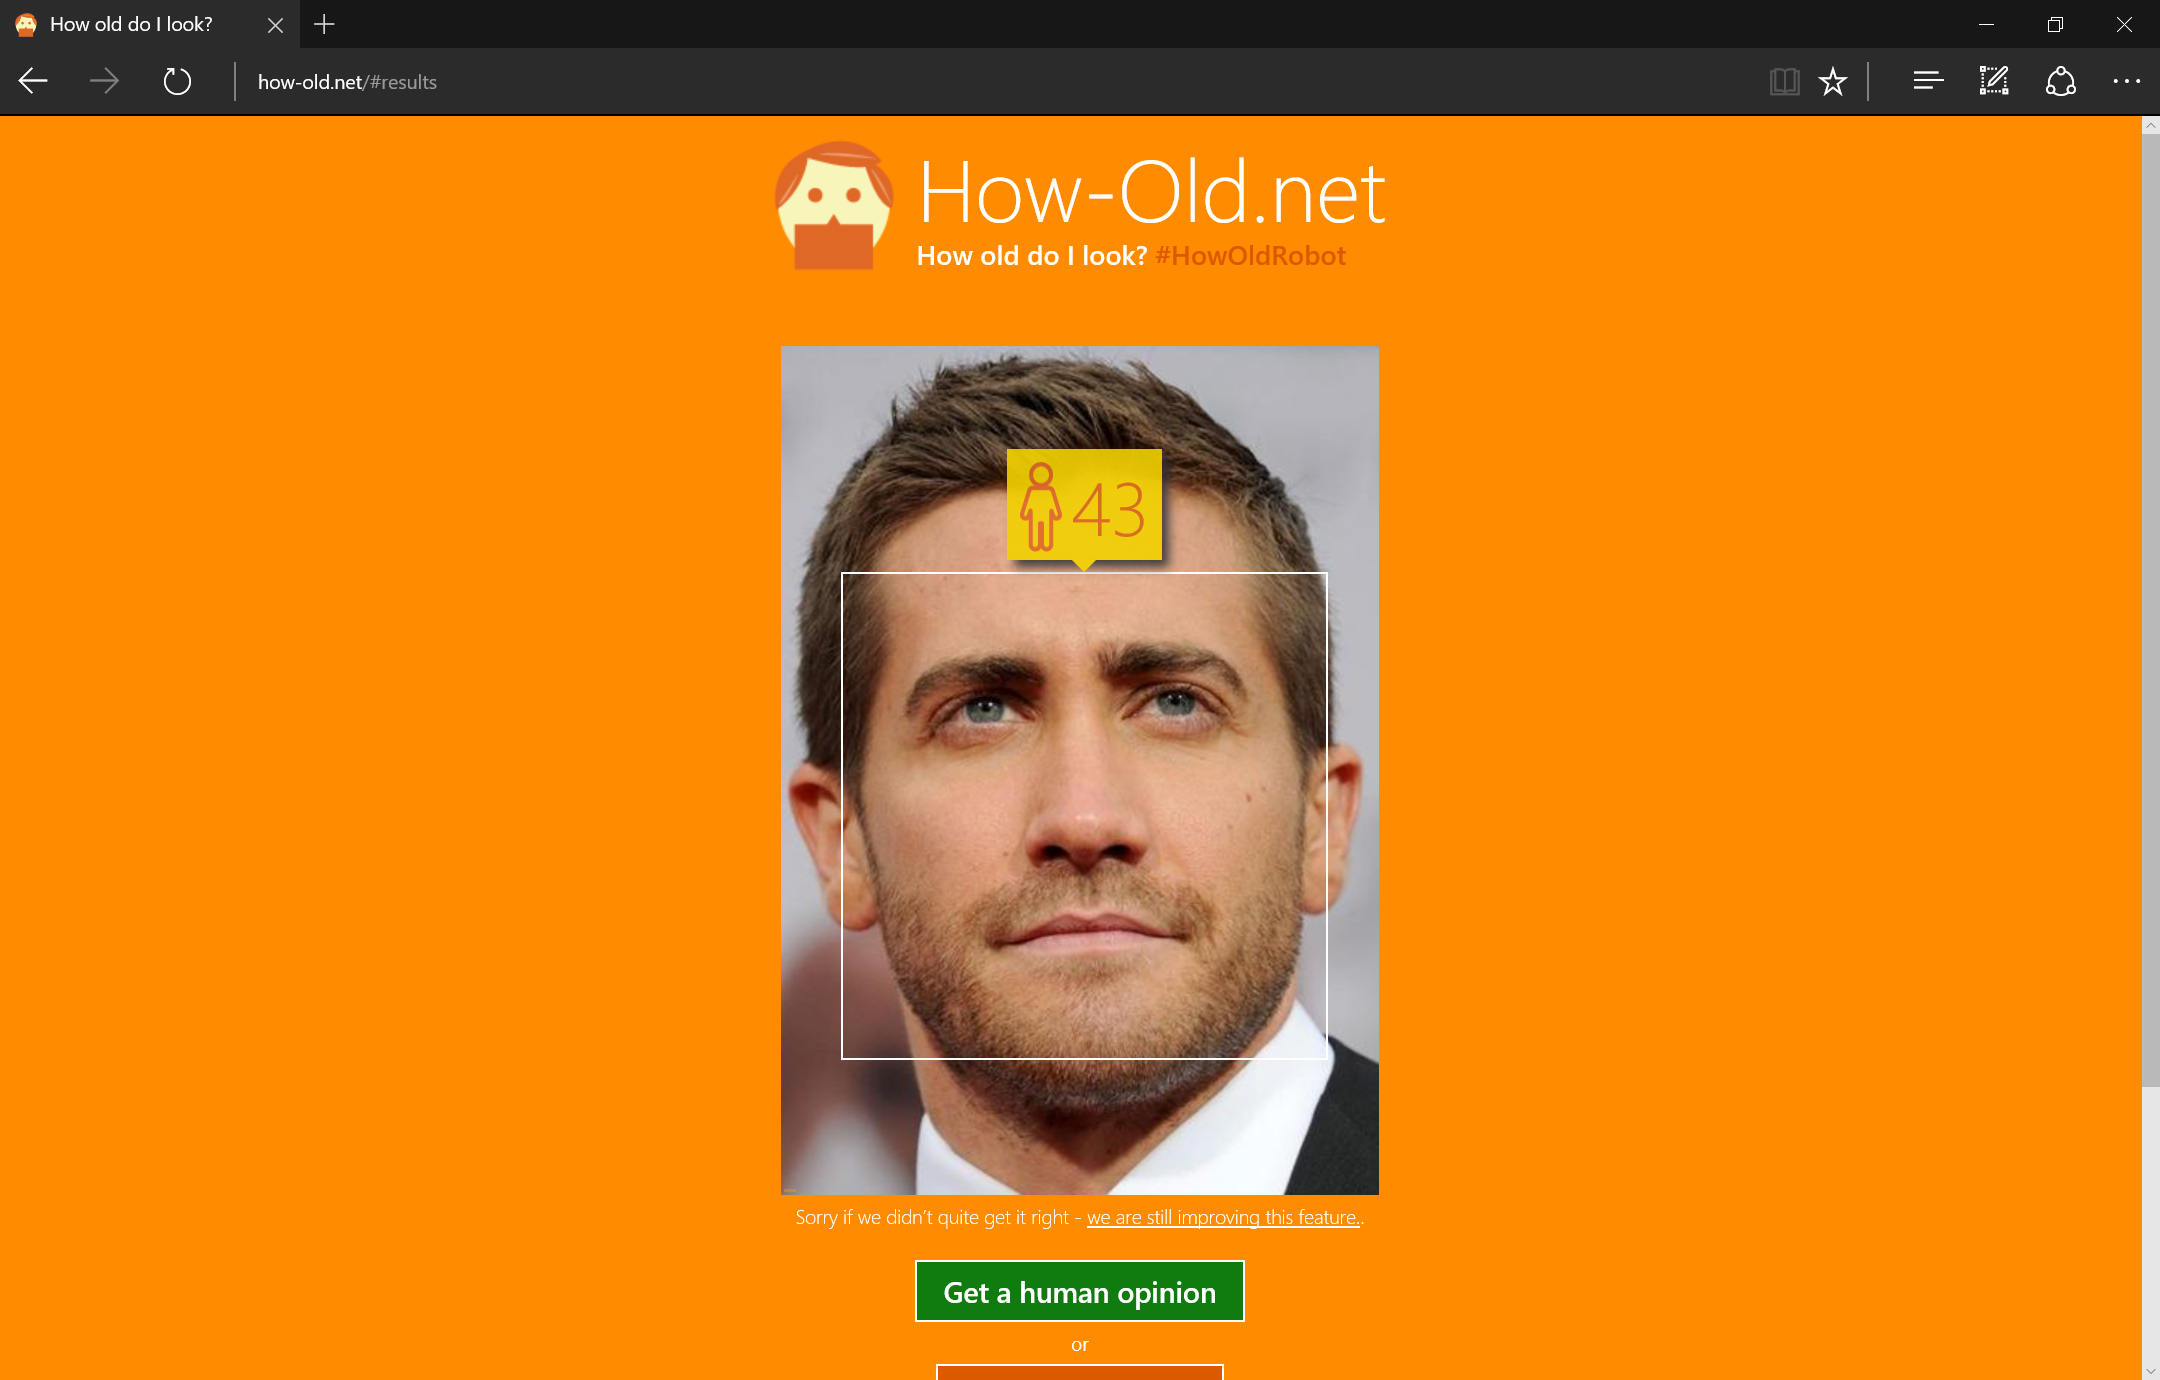 How old do I look?
how-old.net/#results
How-Old.net
How old do I look? #HowOldRobot
43
Sorry if we didn't quite get it right - we are still improving this feature..
Get a human opinion
or